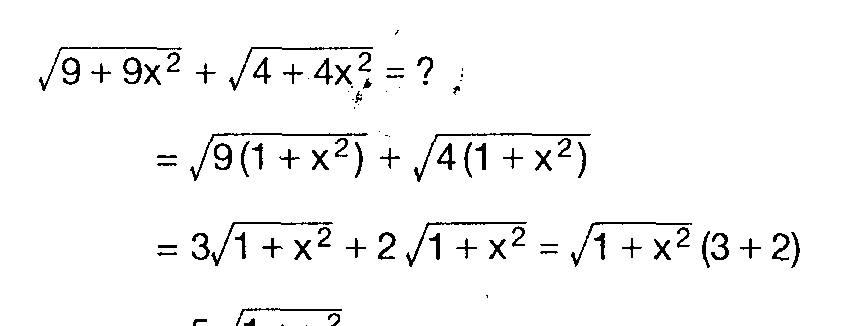 √9 + 9x² + √4 + 4x² = ?
= √9(1 + x²) + √4(1 + x²)
= 3√1 + x² + 2√1 + x² = √1 + x² (3 + 2)